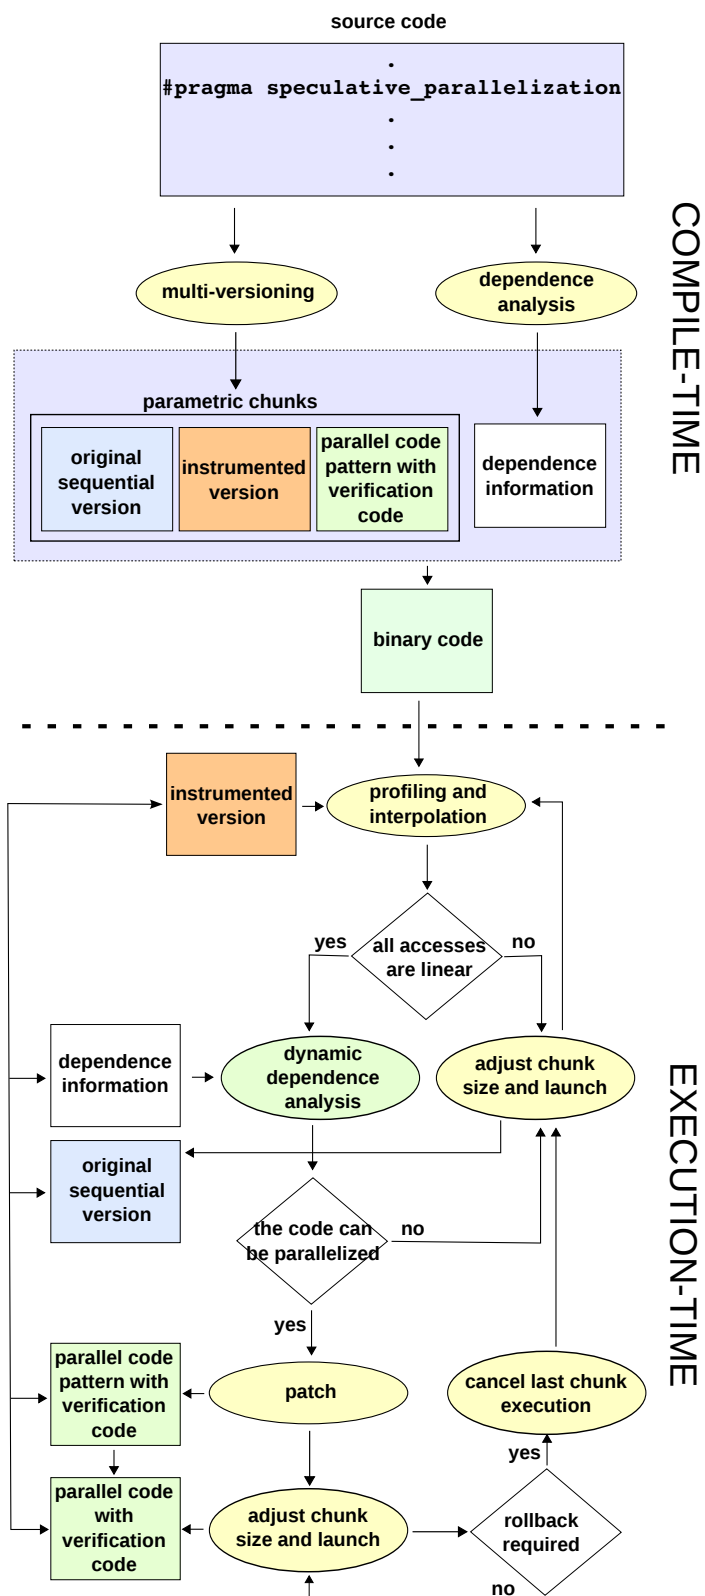 source code
.
#pragma speculative_parallelization
.
.
.
COMPILE-TIME
multi-versioning
dependence
analysis
parametric chunks
original
sequential
version
instrumented
version
parallel code
pattern with
verification
code
dependence
information
binary code
EXECUTION-TIME
instrumented
version
profiling and
interpolation
yes
all accesses
are linear
no
dependence
information
dynamic
dependence
analysis
adjust chunk
size and launch
original
sequential
version
the code can
be parallelized
no
yes
parallel code
pattern with
verification
code
patch
cancel last chunk
execution
yes
parallel code
with
verification
code
adjust chunk
size and launch
rollback
required
no